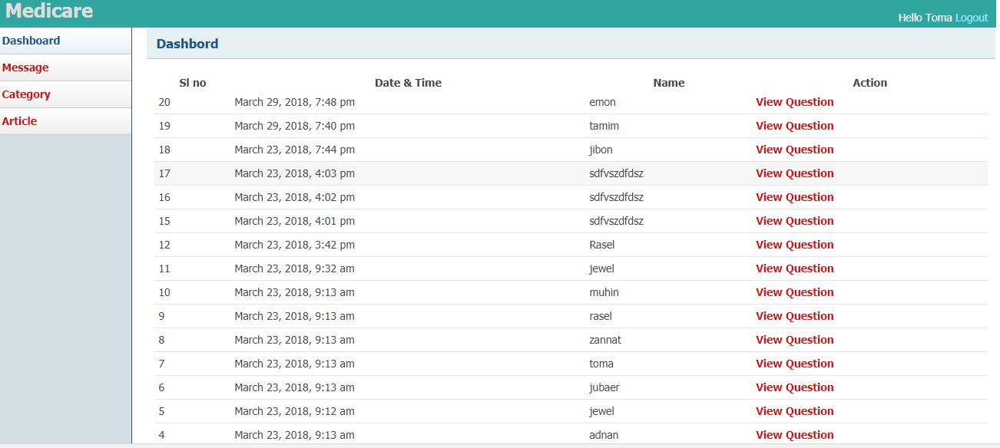 Medicare
Hello Toma Logout
Dashboard
Message
Category
Article
Dashbord
Sl no Date & Time Name Action
20 March 29, 2018, 7:48 pm emon View Question
19 March 29, 2018, 7:40 pm tamim View Question
18 March 23, 2018, 7:44 pm jibon View Question
17 March 23, 2018, 4:03 pm sdfvszdfdsz View Question
16 March 23, 2018, 4:02 pm sdfvszdfdsz View Question
15 March 23, 2018, 4:01 pm sdfvszdfdsz View Question
12 March 23, 2018, 3:42 pm Rasel View Question
11 March 23, 2018, 9:32 am jewel View Question
10 March 23, 2018, 9:13 am muhin View Question
9 March 23, 2018, 9:13 am rasel View Question
8 March 23, 2018, 9:13 am zannat View Question
7 March 23, 2018, 9:13 am toma View Question
6 March 23, 2018, 9:13 am jubaer View Question
5 March 23, 2018, 9:12 am jewel View Question
4 March 23, 2018, 9:13 am adnan View Question